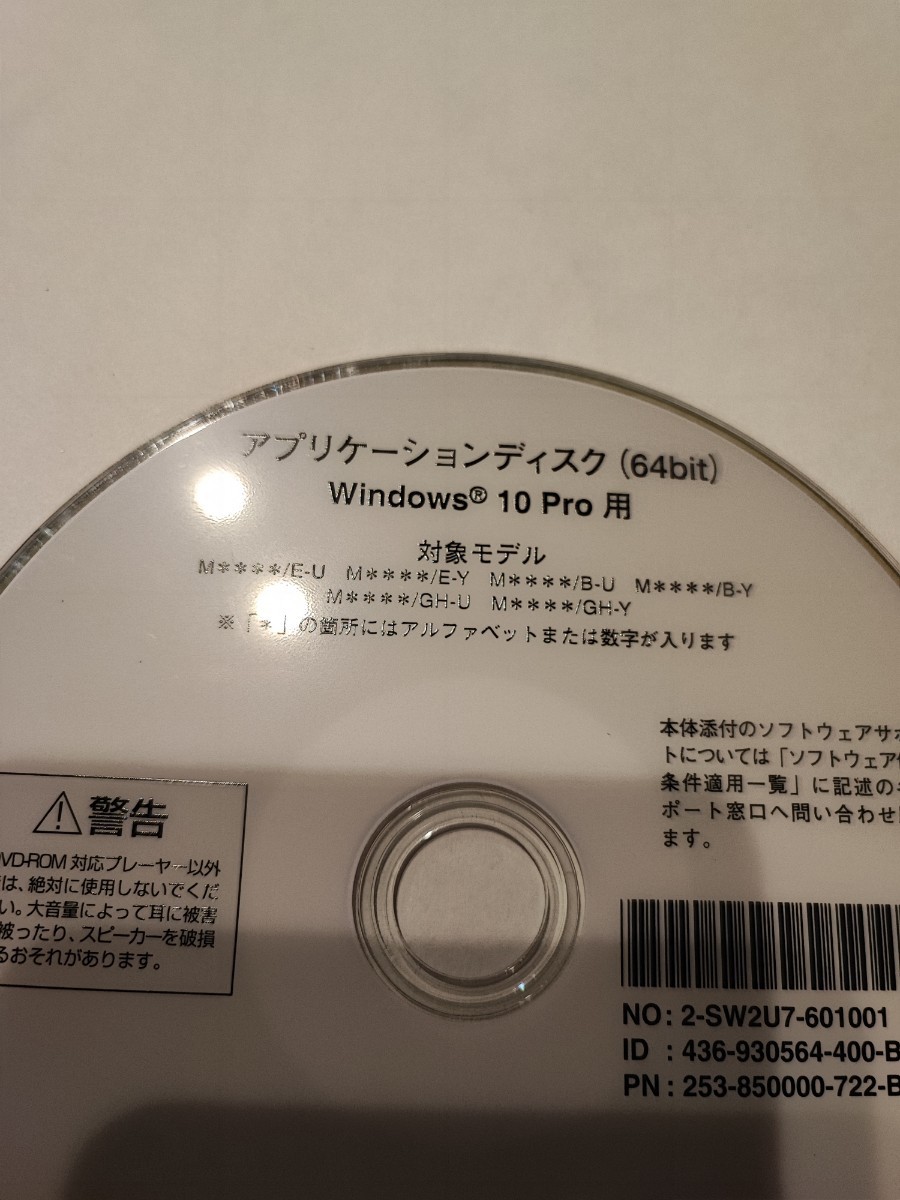 アプリケーションディスク(64bit)
Windows® 10 Pro 用
対象モデル
M****/E-U M****/E-Y M****/B-U M****/B-Y
M****/GH-U M****/GH-Y
※「*」の箇所にはアルファベットまたは数字が入ります
本体添付のソフトウェアサポ
トについては「ソフトウェア
条件適用一覧」に記述の
ポート窓口へ問い合わせ
ます。
⚠警告
DVD-ROM 対応プレーヤー以外
は、絶対に使用しないでくだ
い。大音量によって耳に被害
被ったり、スピーカーを破損
るおそれがあります。
NO: 2-SW2U7-601001
ID : 436-930564-400-B
PN : 253-850000-722-B